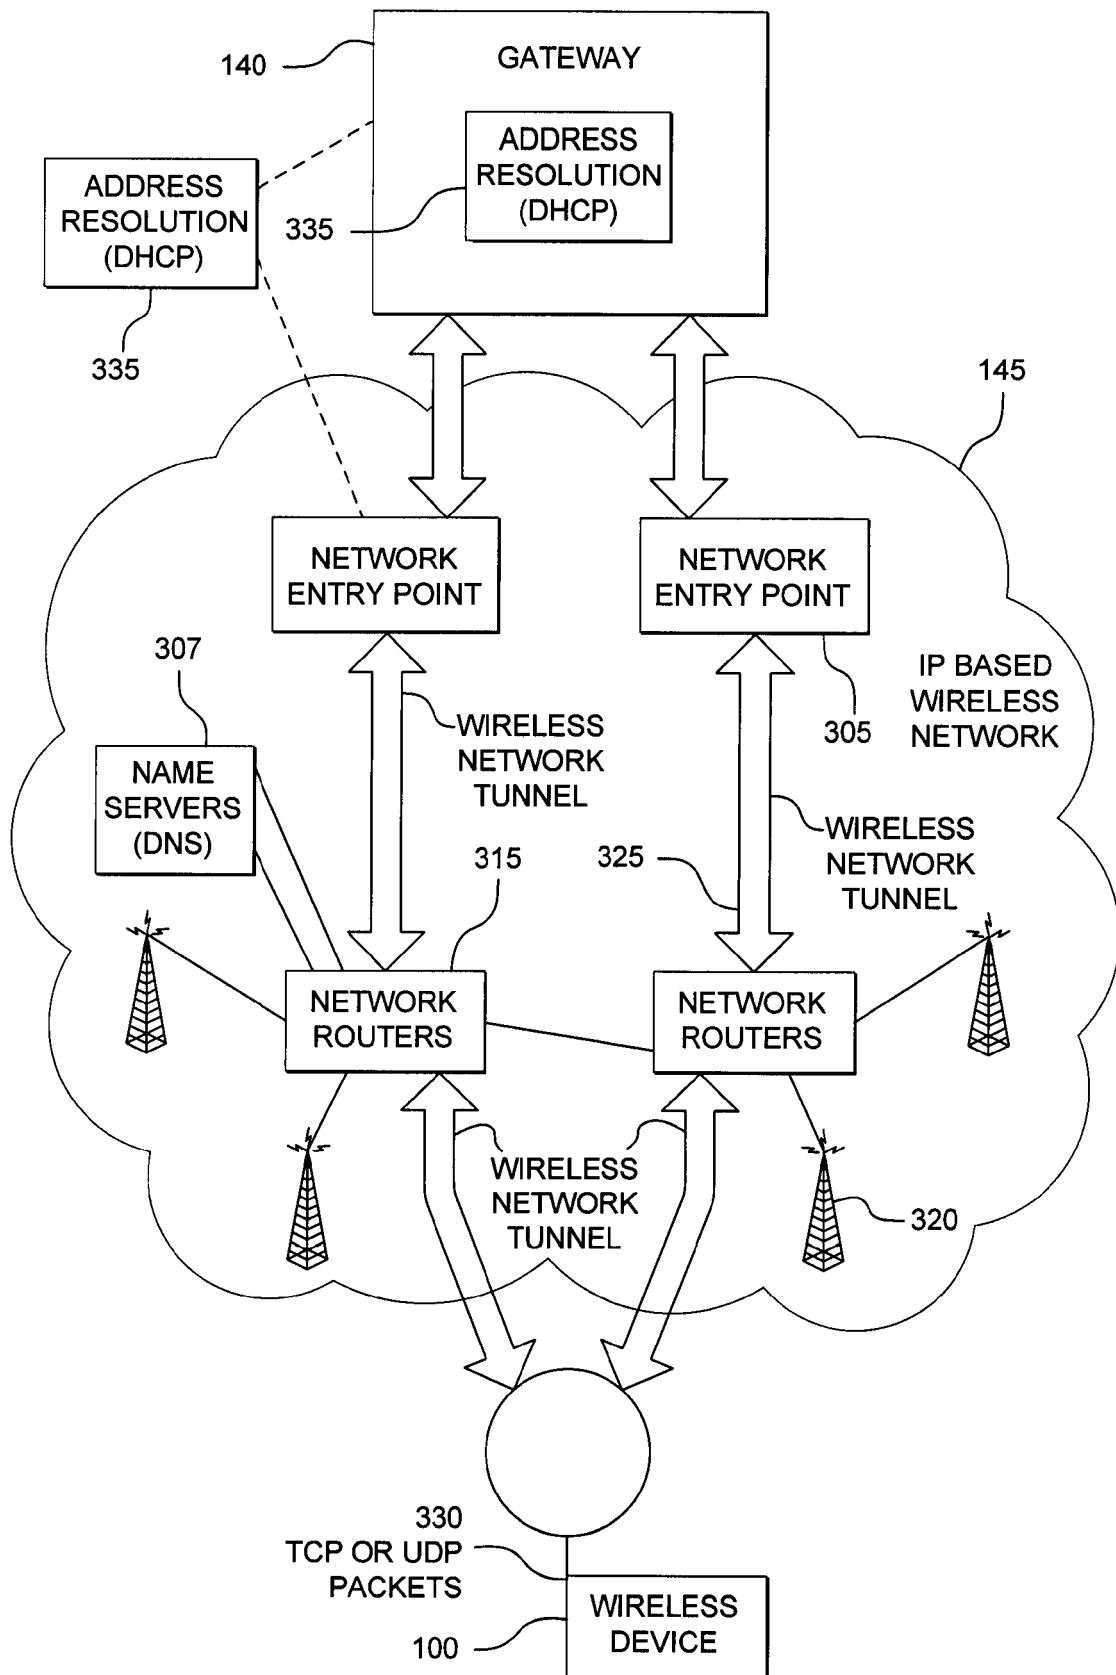 140
GATEWAY
ADDRESS
RESOLUTION
(DHCP)
335
ADDRESS
RESOLUTION
(DHCP)
335
145
NETWORK
ENTRY POINT
NETWORK
ENTRY POINT
305
IP BASED
WIRELESS
NETWORK
307
NAME
SERVERS
(DNS)
WIRELESS
NETWORK
TUNNEL
WIRELESS
NETWORK
TUNNEL
315
325
NETWORK
ROUTERS
NETWORK
ROUTERS
WIRELESS
NETWORK
TUNNEL
320
330
TCP OR UDP
PACKETS
100
WIRELESS
DEVICE